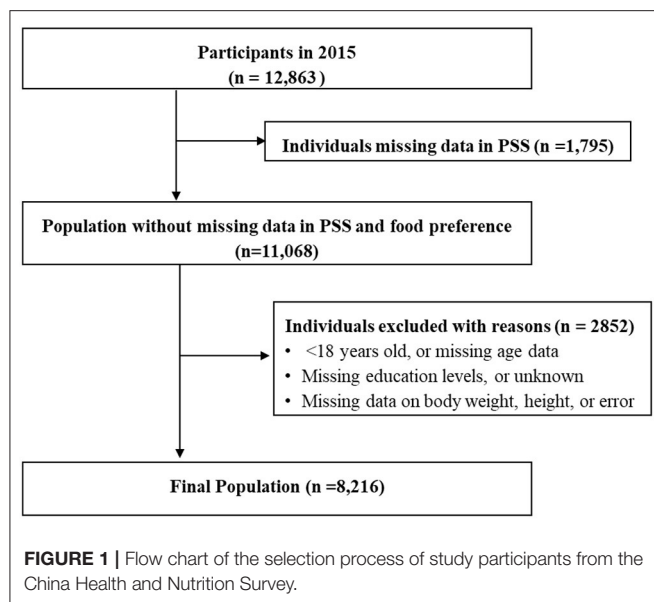 Participants in 2015
(n = 12,863 )
Individuals missing data in PSS (n =1,795)
Population without missing data in PSS and food preference
(n=11,068)
Individuals excluded with reasons (n = 2852)
• <18 years old, or missing age data
• Missing education levels, or unknown
• Missing data on body weight, height, or error
Final Population (n =8,216)
FIGURE 1 | Flow chart of the selection process of study participants from the
China Health and Nutrition Survey.